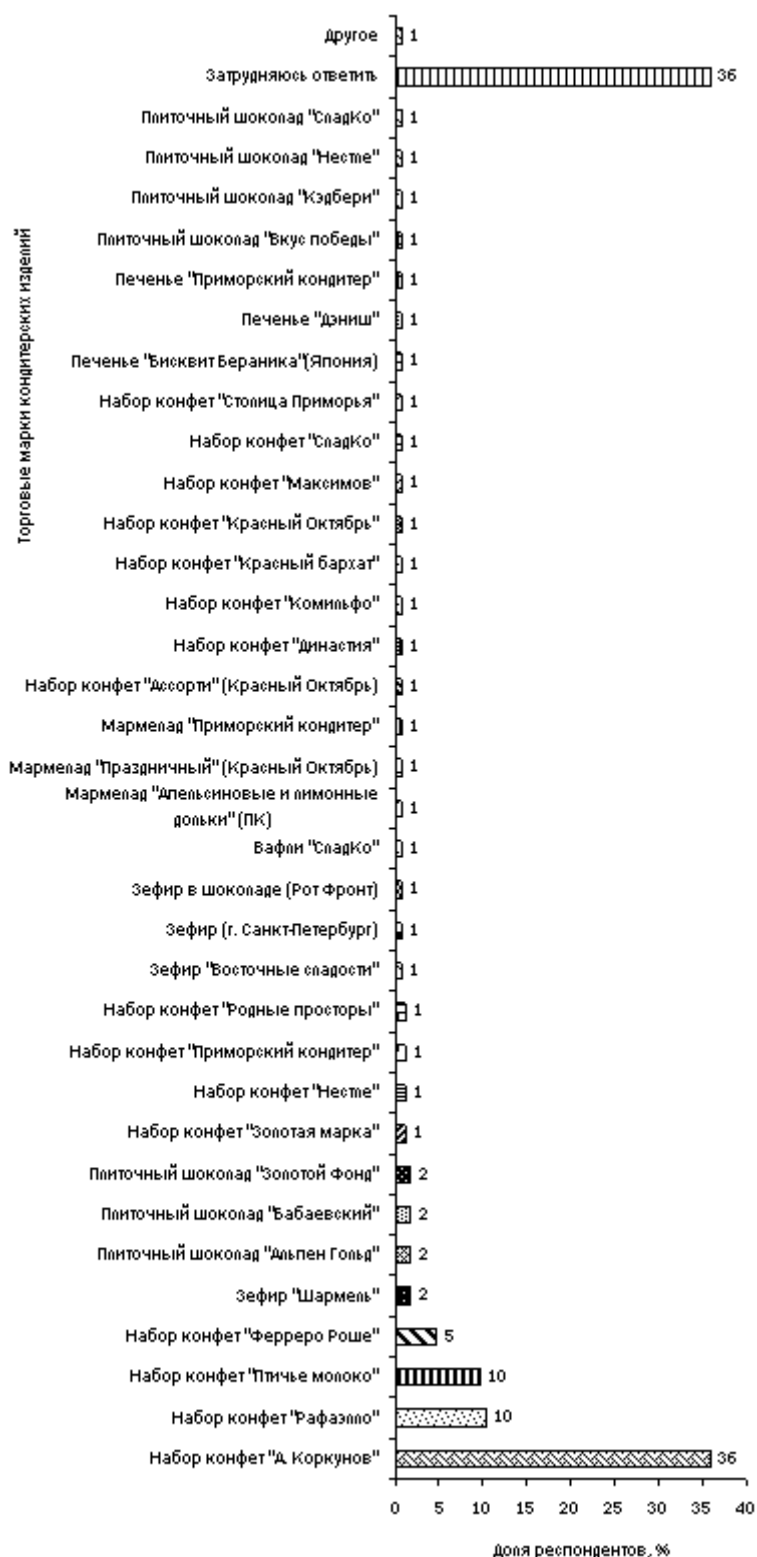 Торговые марки кондитерских изделий
Другое 1
Затрудняюсь ответить 36
Плиточный шоколад "СладКо" 1
Плиточный шоколад "Нестле" 1
Плиточный шоколад "Кэдбери" 1
Плиточный шоколад "Вкус победы" 1
Печенье "Приморский кондитер" 1
Печенье "Дэниш" 1
Печенье "Бисквит Бераника"(Япония) 1
Набор конфет "Столица Приморья" 1
Набор конфет "СладКо" 1
Набор конфет "Максимов" 1
Набор конфет "Красный Октябрь" 1
Набор конфет "Красный бархат" 1
Набор конфет "Комильфо" 1
Набор конфет "Династия" 1
Набор конфет "Ассорти" (Красный Октябрь) 1
Мармелад "Приморский кондитер" 1
Мармелад "Праздничный" (Красный Октябрь) 1
Мармелад "Апельсиновые и лимонные
дольки" (ПК) 1
Вафли "СладКо" 1
Зефир в шоколаде (Рот Фронт) 1
Зефир (г. Санкт-Петербург) 1
Зефир "Восточные сладости" 1
Набор конфет "Родные просторы" 1
Набор конфет "Приморский кондитер" 1
Набор конфет "Нестле" 1
Набор конфет "Золотая марка" 1
Плиточный шоколад "Золотой Фонд" 2
Плиточный шоколад "Бабаевский" 2
Плиточный шоколад "Альпен Гольд" 2
Зефир "Шармель" 2
Набор конфет "Ферреро Роше" 5
Набор конфет "Птичье молоко" 10
Набор конфет "Рафаэлло" 10
Набор конфет "А. Коркунов" 36
0 5 10 15 20 25 30 35 40
Доля респондентов, %